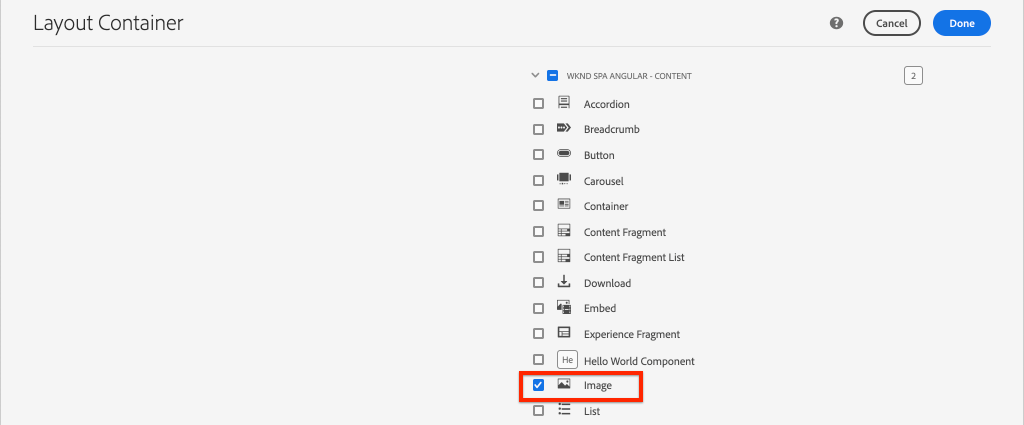 Layout Container
Cancel
Done
WKND SPA ANGULAR - CONTENT
2
Accordion
Breadcrumb
Button
Carousel
Container
Content Fragment
Content Fragment List
Download
Embed
Experience Fragment
He Hello World Component
Image
List